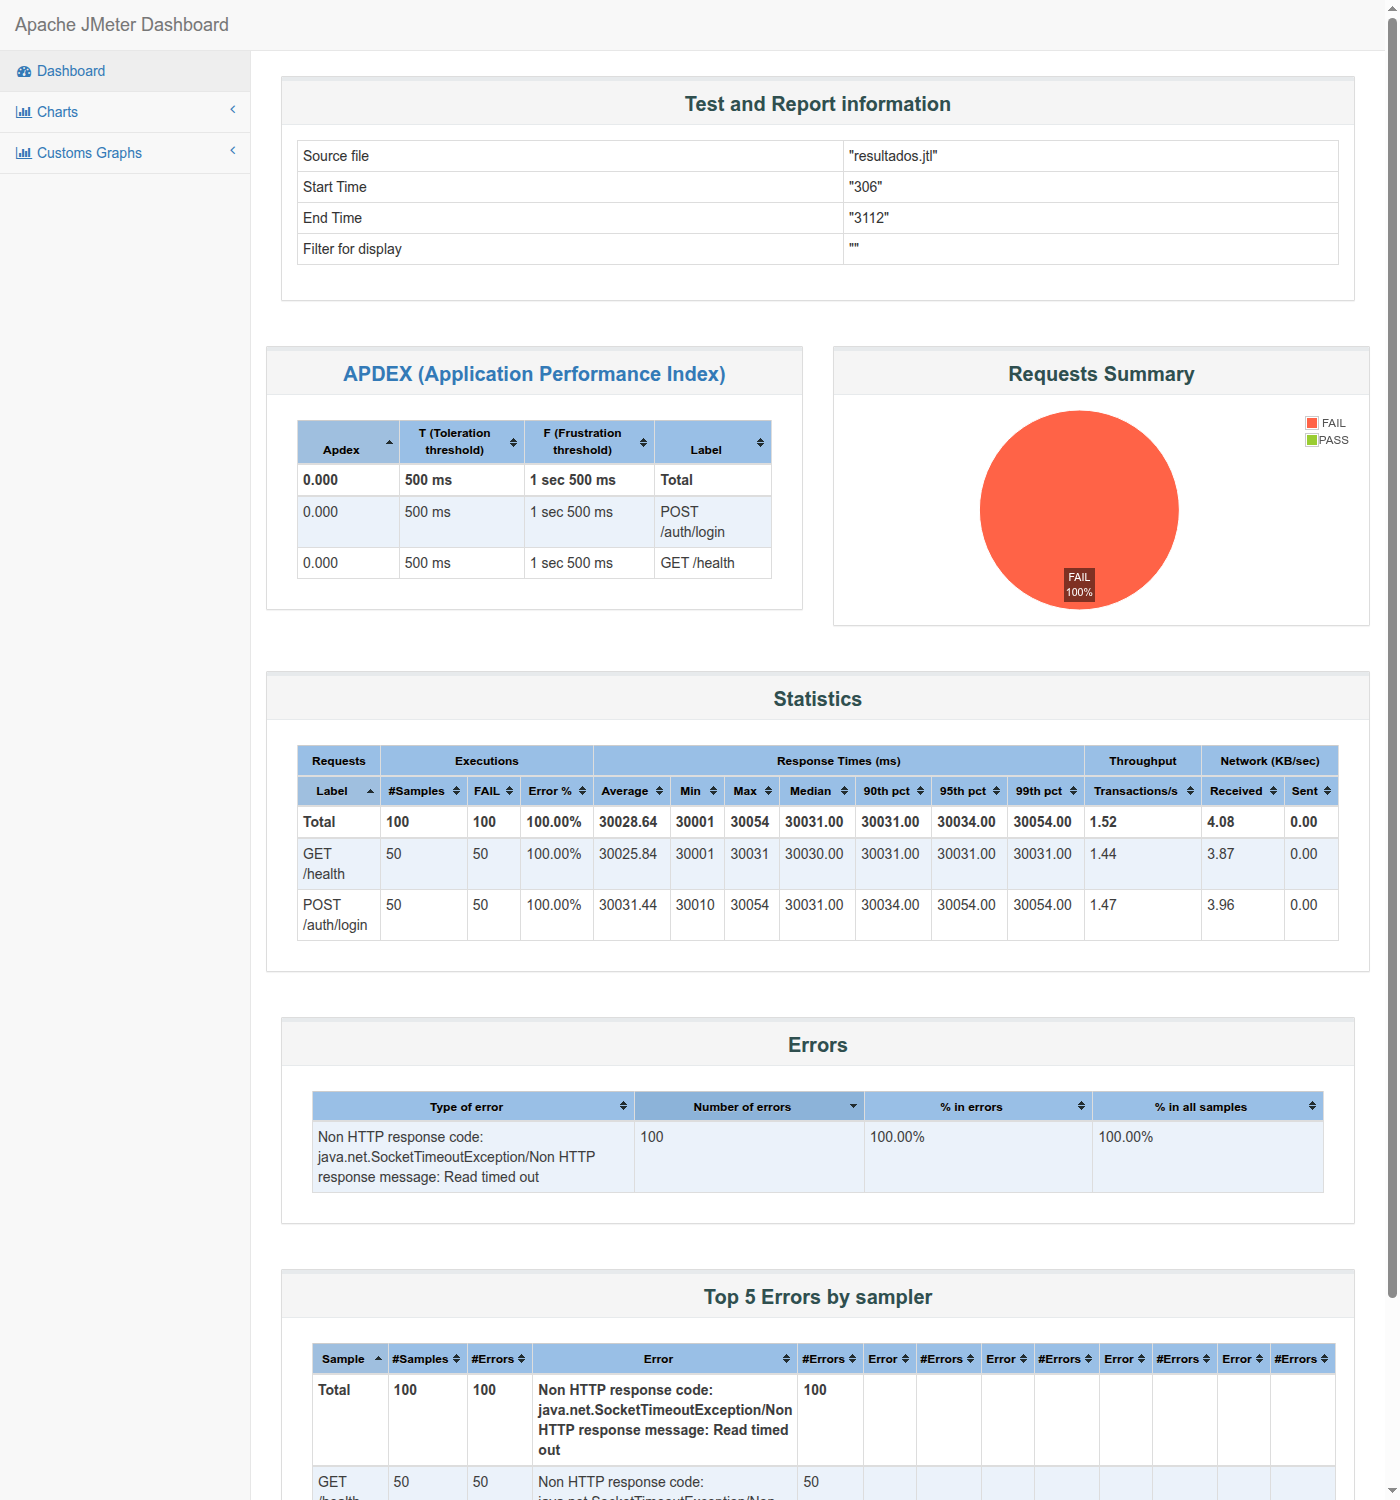 Apache JMeter Dashboard
Dashboard
Charts
Customs Graphs
Test and Report information
Source file "resultados.jtl"
Start Time "306"
End Time "3112"
Filter for display ""
APDEX (Application Performance Index)
Apdex T (Toleration threshold) F (Frustration threshold) Label
0.000 500 ms 1 sec 500 ms Total
0.000 500 ms 1 sec 500 ms POST /auth/login
0.000 500 ms 1 sec 500 ms GET /health
Requests Summary
FAIL
PASS
FAIL
100%
Statistics
Requests Executions Response Times (ms) Throughput Network (KB/sec)
Label #Samples FAIL Error % Average Min Max Median 90th pct 95th pct 99th pct Transactions/s Received Sent
Total 100 100 100.00% 30028.64 30001 30054 30031.00 30031.00 30034.00 30054.00 1.52 4.08 0.00
GET /health 50 50 100.00% 30025.84 30001 30031 30030.00 30031.00 30031.00 30031.00 1.44 3.87 0.00
POST /auth/login 50 50 100.00% 30031.44 30010 30054 30031.00 30034.00 30054.00 30054.00 1.47 3.96 0.00
Errors
Type of error Number of errors % in errors % in all samples
Non HTTP response code: java.net.SocketTimeoutException/Non HTTP response message: Read timed out 100 100.00% 100.00%
Top 5 Errors by sampler
Sample #Samples #Errors Error #Errors Error #Errors Error #Errors Error #Errors Error #Errors
Total 100 100 Non HTTP response code: java.net.SocketTimeoutException/Non HTTP response message: Read timed out 100
GET /health 50 50 Non HTTP response code: java.net.SocketTimeoutException/Non 50